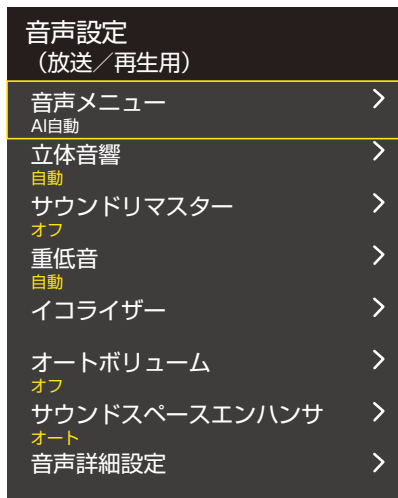 音声設定
（放送／再生用）
音声メニュー
AI自動
立体音響
自動
サウンドリマスター
オフ
重低音
自動
イコライザー
オートボリューム
オフ
サウンドスペースエンハンサ
オート
音声詳細設定